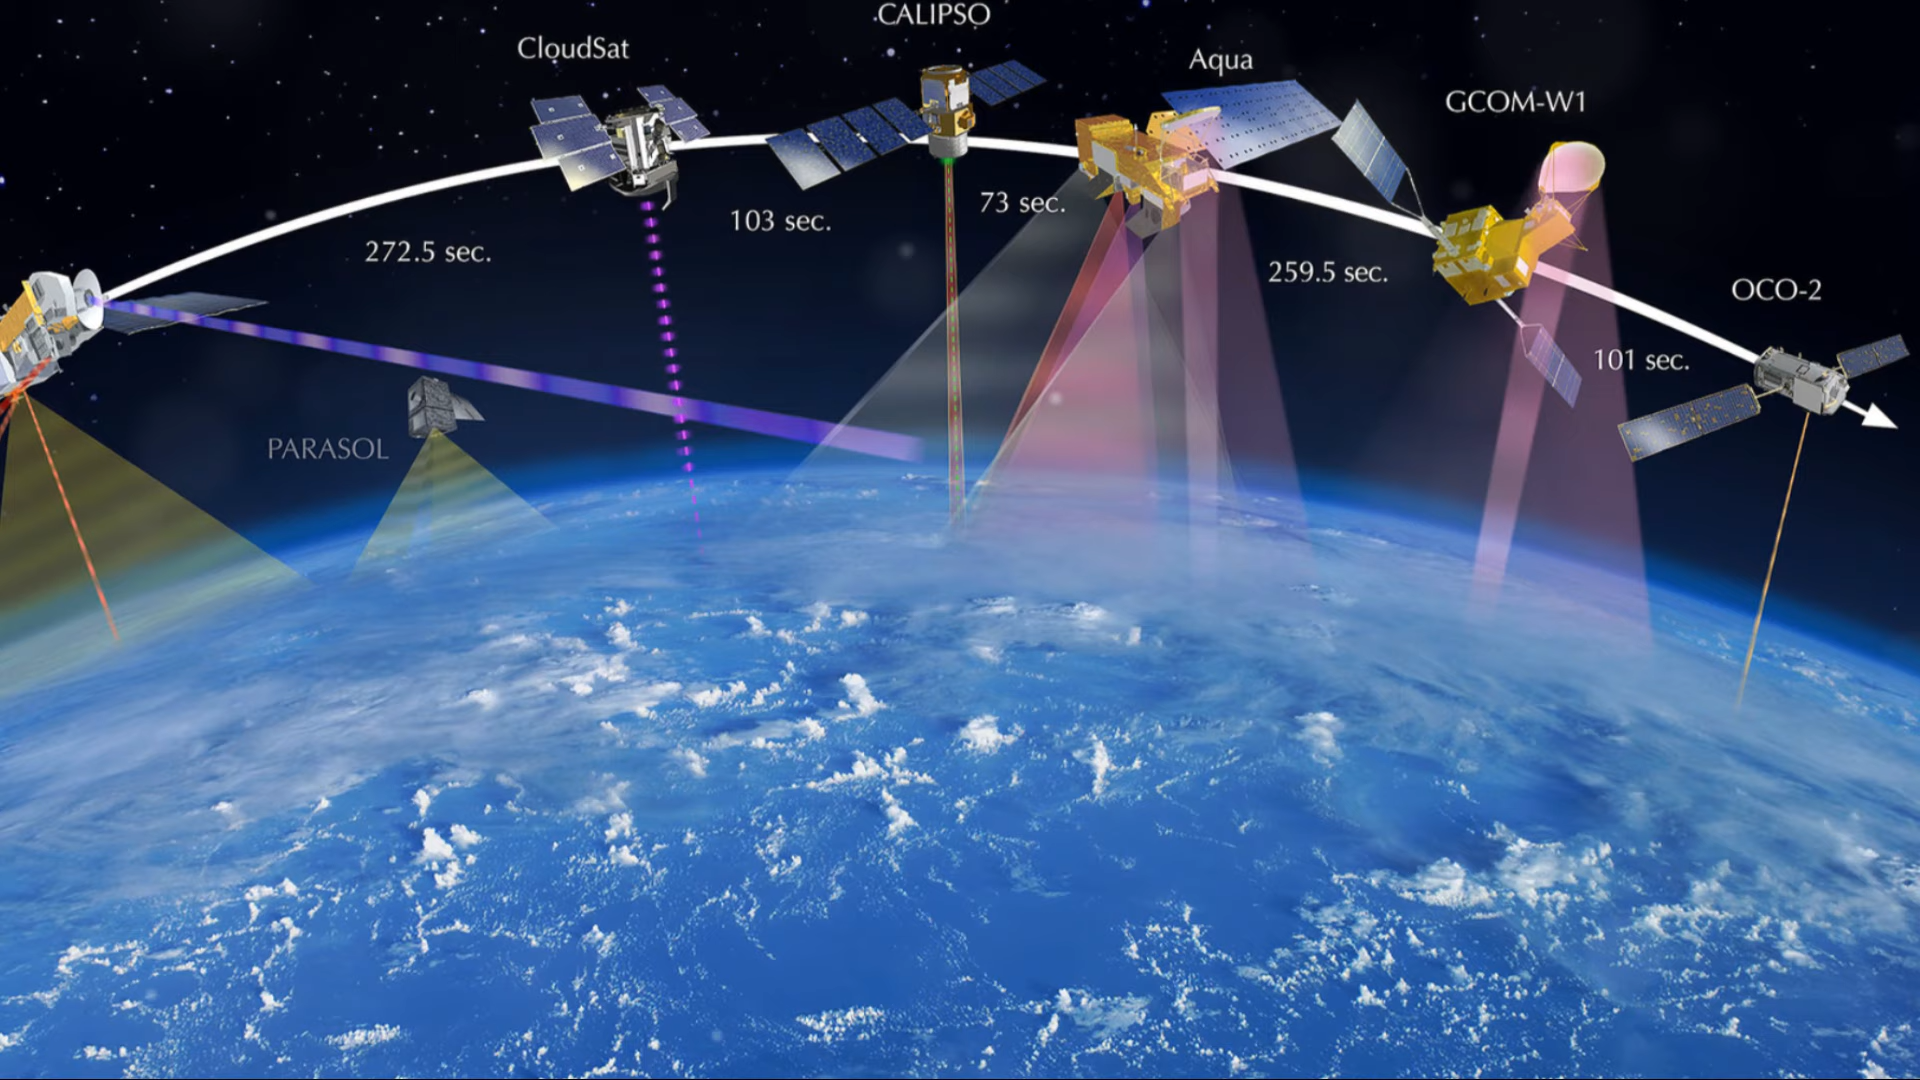 CALIPSO
CloudSat
Aqua
GCOM-W1
103 sec.
73 sec.
272.5 sec.
259.5 sec.
OCO-2
101 sec.
PARASOL